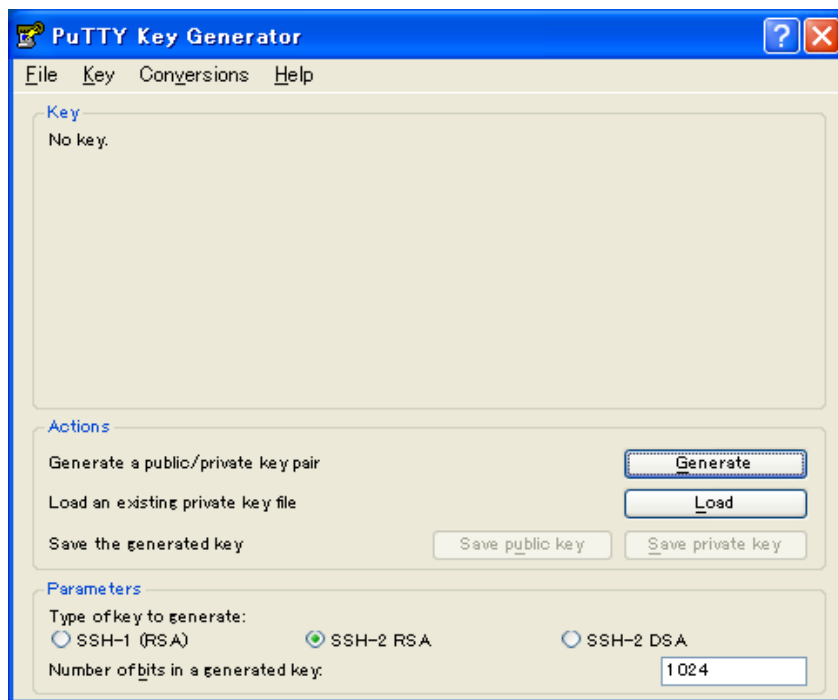 PuTTY Key Generator
File Key Conversions Help
Key
No key.
Actions
Generate a public/private key pair Generate
Load an existing private key file Load
Save the generated key Save public key Save private key
Parameters
Type of key to generate:
SSH-1 (RSA) SSH-2 RSA SSH-2 DSA
Number of bits in a generated key: 1024